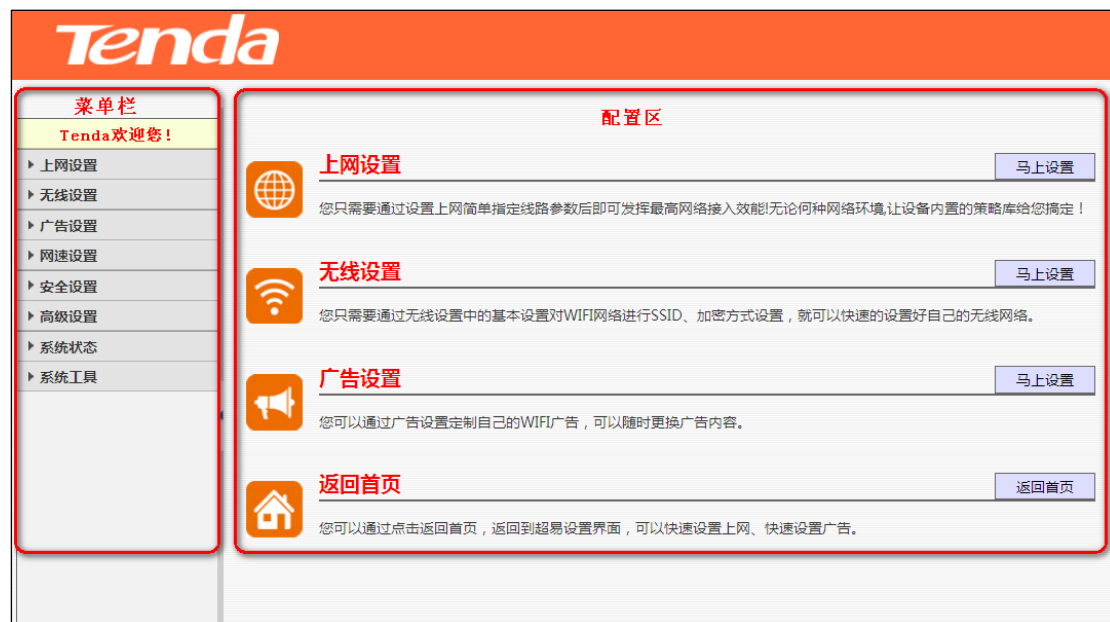 Tenda
菜单栏
Tenda欢迎您!
上网设置
无线设置
广告设置
网速设置
安全设置
高级设置
系统状态
系统工具
配置区
上网设置
马上设置
您只需要通过设置上网简单指定线路参数后即可发挥最高网络接入效能!无论何种网络环境,让设备内置的策略库给您搞定!
无线设置
马上设置
您只需要通过无线设置中的基本设置对WIFI网络进行SSID、加密方式设置,就可以快速的设置好自己的无线网络。
广告设置
马上设置
您可以通过广告设置定制自己的WIFI广告,可以随时更换广告内容。
返回首页
返回首页
您可以通过点击返回首页,返回到超易设置界面,可以快速设置上网、快速设置广告。